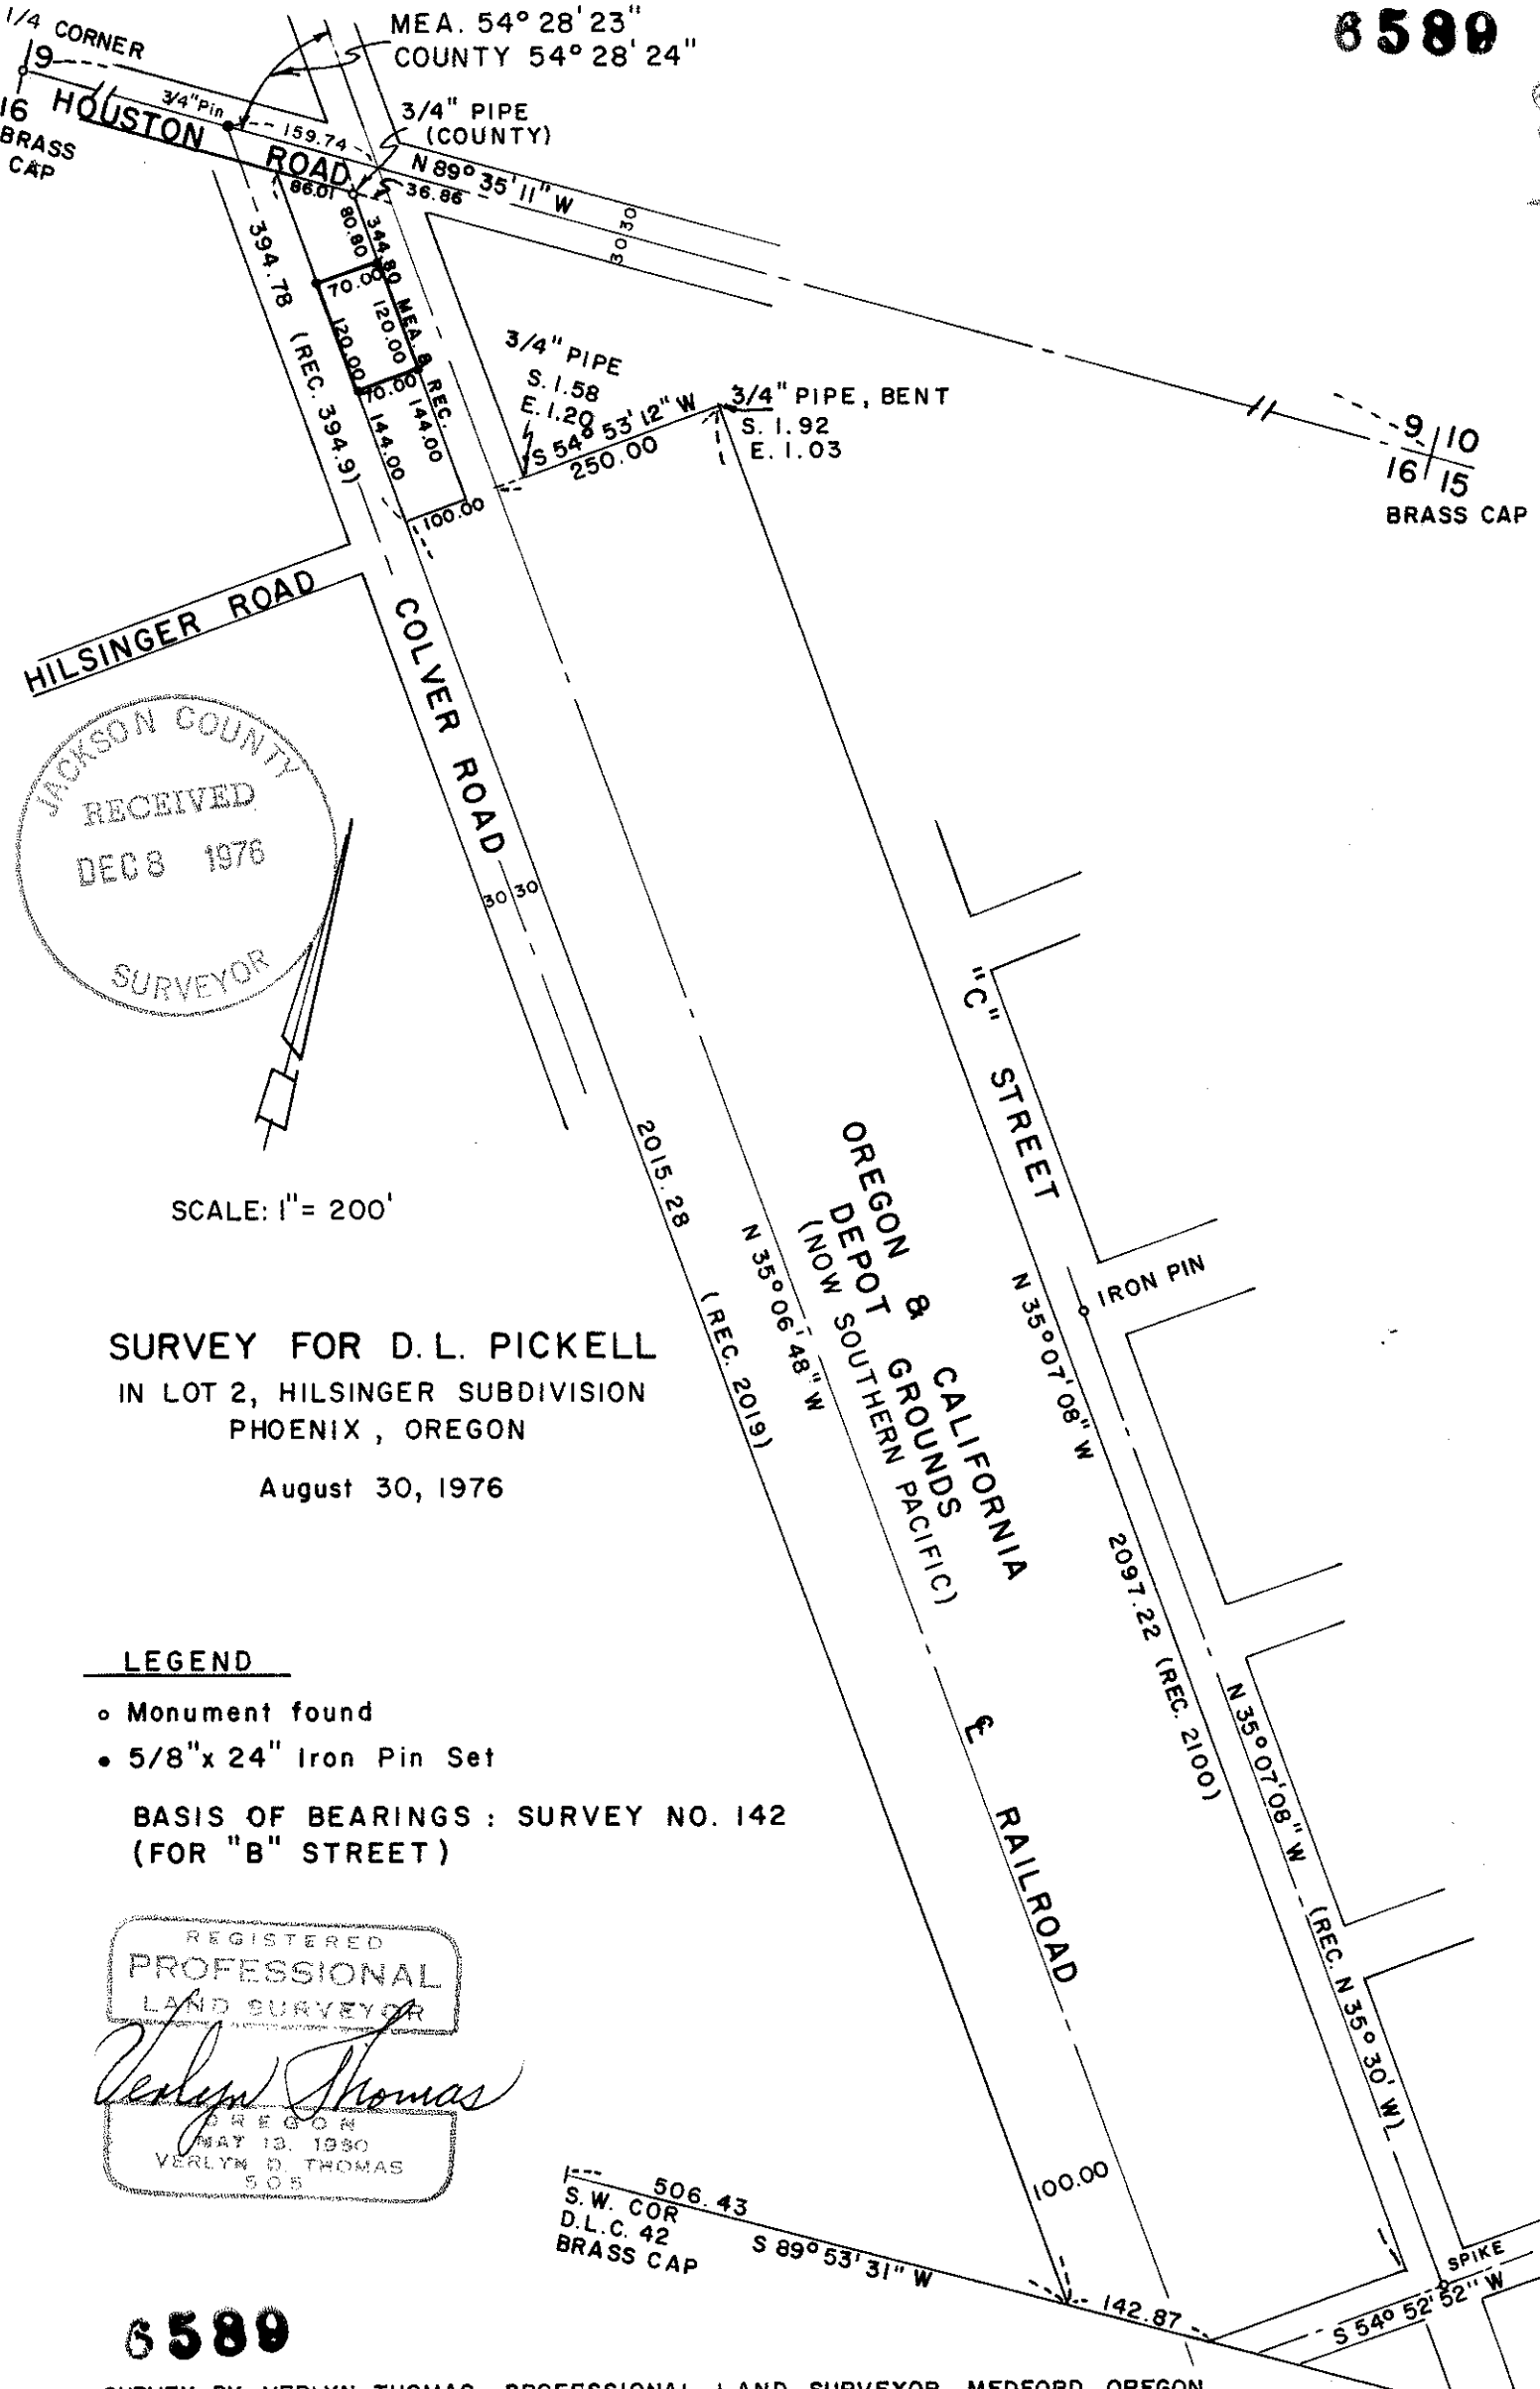 6589
1/4 CORNER
9
16
BRASS
CAP
MEA. 54° 28' 23"
COUNTY 54° 28' 24"
3/4" Pin
HOUSTON ROAD
159.74
3/4" PIPE
(COUNTY)
N 89° 35' 11" W
86.01
36.86
30 30
394.78 (REC. 394.9)
80.80
344.80 MEA. & REC.
70.00
120.00
120.00
70.00
144.00
144.00
100.00
3/4" PIPE
S. 1.58
E. 1.20
S 54° 53' 12" W
250.00
3/4" PIPE, BENT
S. 1.92
E. 1.03
9 10
16 15
BRASS CAP
HILSINGER ROAD
COLVER ROAD
30 30
JACKSON COUNTY
RECEIVED
DEC 8 1976
SURVEYOR
"C" STREET
SCALE: 1" = 200'
2015.28 (REC. 2019)
N 35° 06' 48" W
OREGON & CALIFORNIA
DEPOT GROUNDS
(NOW SOUTHERN PACIFIC)
N 35° 07' 08" W
IRON PIN
SURVEY FOR D. L. PICKELL
IN LOT 2, HILSINGER SUBDIVISION
PHOENIX, OREGON
August 30, 1976
2097.22 (REC. 2100)
N 35° 07' 08" W (REC. N 35° 30' W)
LEGEND
° Monument found
• 5/8" x 24" Iron Pin Set
BASIS OF BEARINGS : SURVEY NO. 142
(FOR "B" STREET)
℄ RAILROAD
REGISTERED
PROFESSIONAL
LAND SURVEYOR
Verlyn Thomas
OREGON
MAY 13, 1950
VERLYN D. THOMAS
505
506.43
S.W. COR
D.L.C. 42
BRASS CAP
S 89° 53' 31" W
100.00
142.87
SPIKE
S 54° 52' 52" W
6589
SURVEY BY VERLYN THOMAS, PROFESSIONAL LAND SURVEYOR, MEDFORD, OREGON